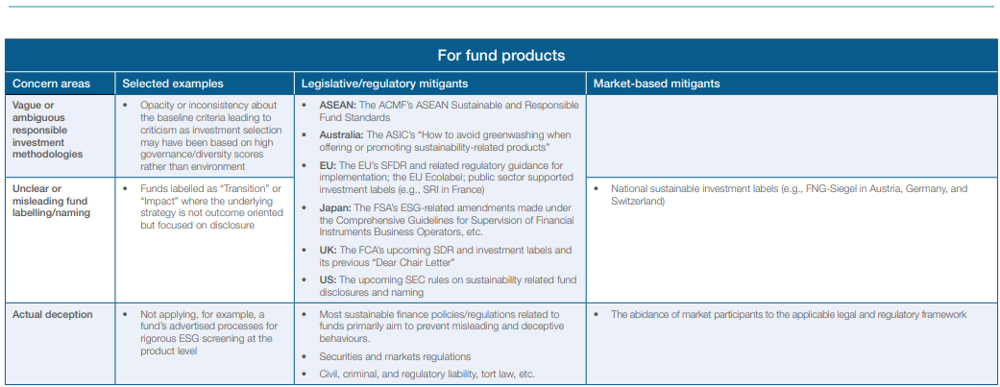 For fund products
Concern areas
Selected examples
Legislative/regulatory mitigants
Market-based mitigants
Vague or
ambiguous
responsible
investment
methodologies
• Opacity or inconsistency about
the baseline criteria leading to
criticism as investment selection
may have been based on high
governance/diversity scores
rather than environment
• ASEAN: The ACMF's ASEAN Sustainable and Responsible
Fund Standards
• Australia: The ASIC's "How to avoid greenwashing when
offering or promoting sustainability-related products"
• EU: The EU's SFDR and related regulatory guidance for
implementation; the EU Ecolabel; public sector supported
investment labels (e.g., SRI in France)
• Japan: The FSA's ESG-related amendments made under
the Comprehensive Guidelines for Supervision of Financial
Instruments Business Operators, etc.
• UK: The FCA's upcoming SDR and investment labels and
its previous "Dear Chair Letter"
• US: The upcoming SEC rules on sustainability related fund
disclosures and naming
Unclear or
misleading fund
labelling/naming
• Funds labelled as "Transition" or
"Impact" where the underlying
strategy is not outcome oriented
but focused on disclosure
• National sustainable investment labels (e.g., FNG-Siegel in Austria, Germany, and
Switzerland)
Actual deception
• Not applying, for example, a
fund's advertised processes for
rigorous ESG screening at the
product level
• Most sustainable finance policies/regulations related to
funds primarily aim to prevent misleading and deceptive
behaviours.
• Securities and markets regulations
• Civil, criminal, and regulatory liability, tort law, etc.
• The abidance of market participants to the applicable legal and regulatory framework